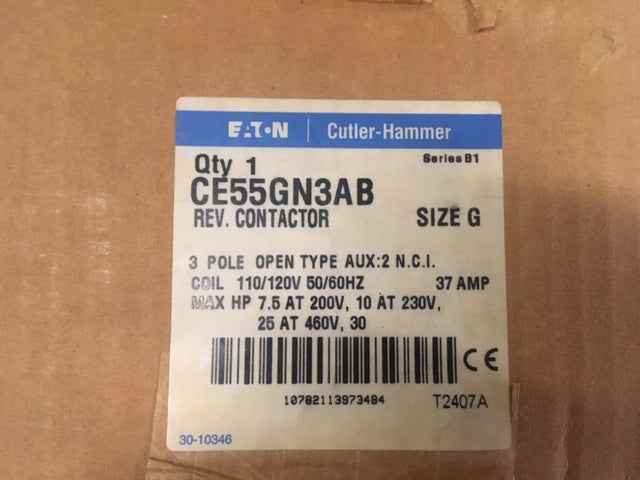 EATON Cutler-Hammer
Qty 1 Series B1
CE55GN3AB
REV. CONTACTOR SIZE G
3 POLE OPEN TYPE AUX:2 N.C.I.
COIL 110/120V 50/60HZ 37 AMP
MAX HP 7.5 AT 200V, 10 AT 230V,
25 AT 460V, 30
CE
10782113973484 T2407A
30-10346